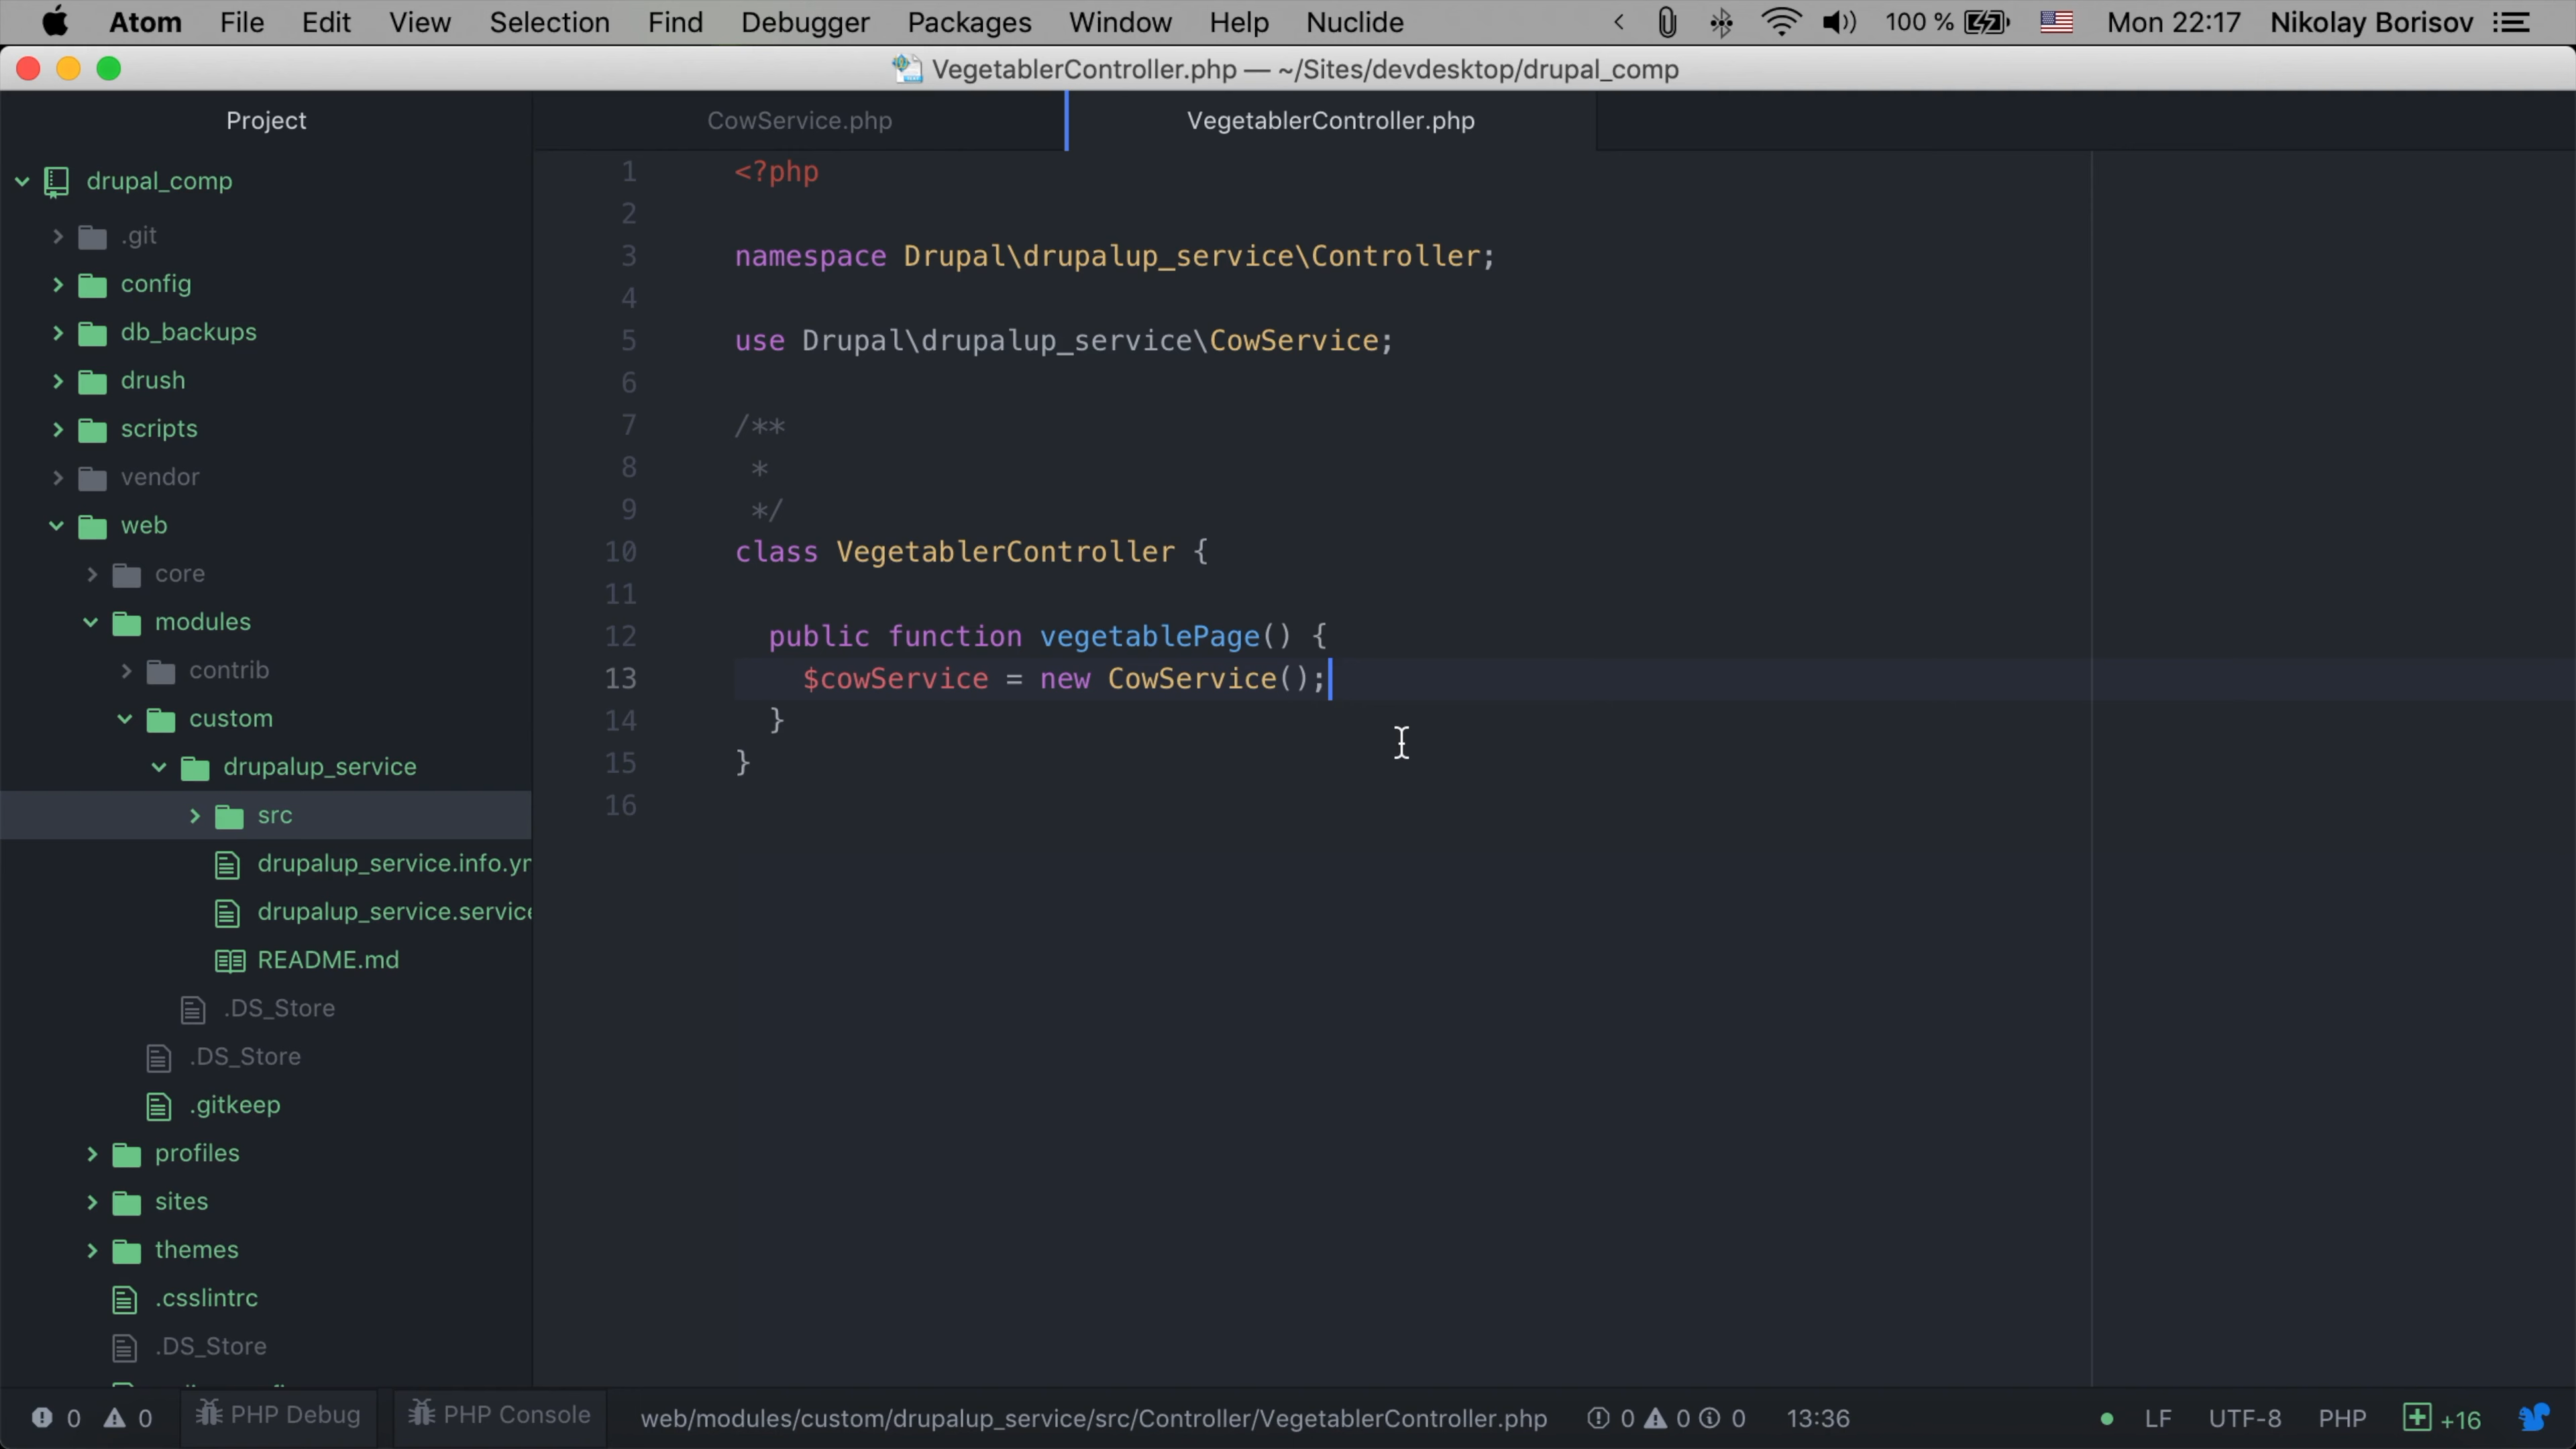 Atom File Edit View Selection Find Debugger Packages Window Help Nuclide 100 % Mon 22:17 Nikolay Borisov
VegetablerController.php — ~/Sites/devdesktop/drupal_comp
Project
CowService.php
VegetablerController.php
drupal_comp
.git
config
db_backups
drush
scripts
vendor
web
core
modules
contrib
custom
drupalup_service
src
drupalup_service.info.yr
drupalup_service.service
README.md
.DS_Store
.DS_Store
.gitkeep
profiles
sites
themes
.csslintrc
.DS_Store
1 <?php
2
3 namespace Drupal\drupalup_service\Controller;
4
5 use Drupal\drupalup_service\CowService;
6
7 /**
8 *
9 */
10 class VegetablerController {
11
12 public function vegetablePage() {
13 $cowService = new CowService();
14 }
15 }
16
0 0 PHP Debug PHP Console web/modules/custom/drupalup_service/src/Controller/VegetablerController.php 0 0 0 13:36 LF UTF-8 PHP +16